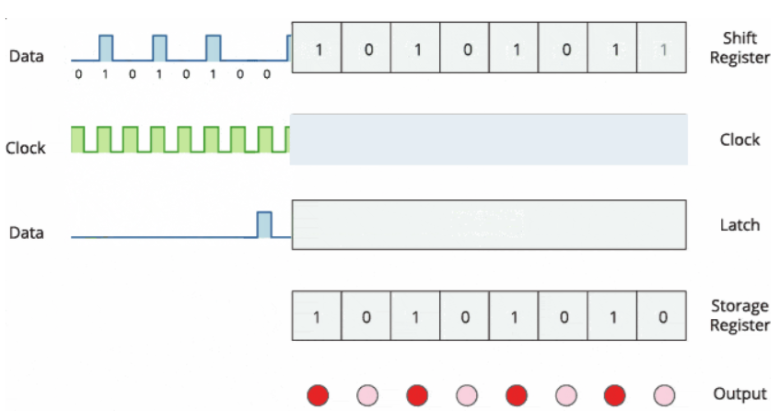 Data
1 0 1 0 1 0 1 1
Shift
Register
0 1 0 1 0 1 0 0
Clock
Clock
Data
Latch
1 0 1 0 1 0 1 0
Storage
Register
Output